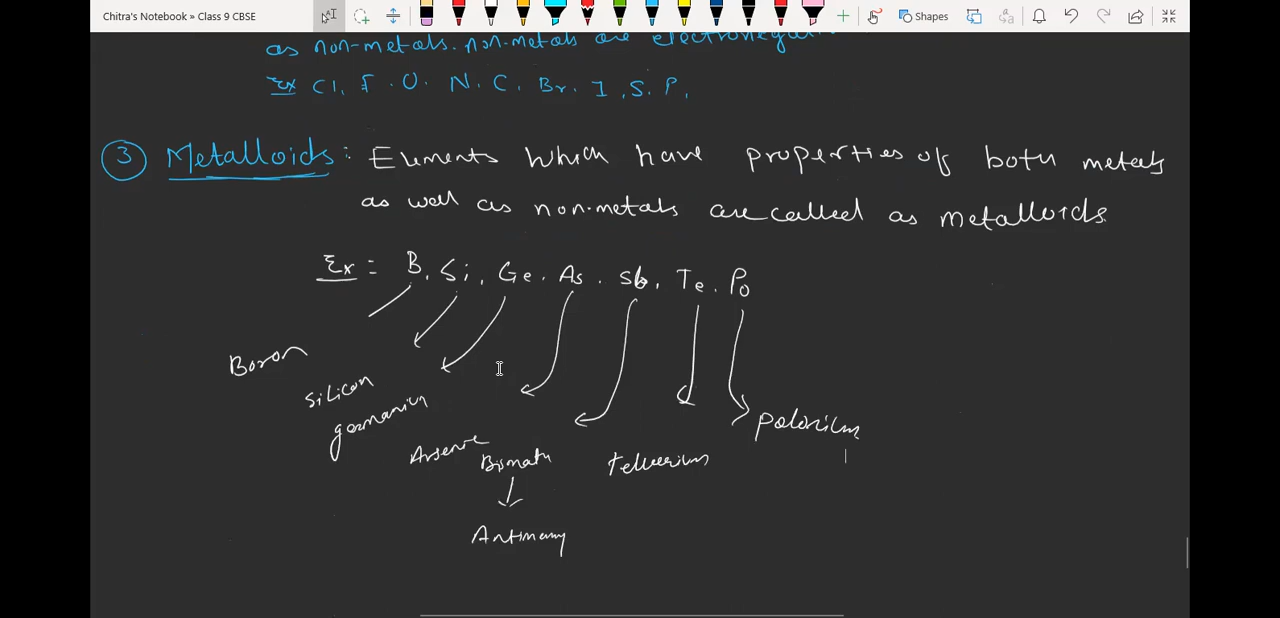 Chitra's Notebook » Class 9 CBSE
Shapes
as non-metals. non-metals are
Ex Cl, F. O. N. C. Br. I. S. P.
3 Metalloids: Elements which have properties of both metals
as well as non-metals are called as metalloids.
Ex = B, Si, Ge. As. Sb, Te. Po
Boron
Silicon
germanium
Arsenic
Bismath
Tellurium
Polonium
Antimony